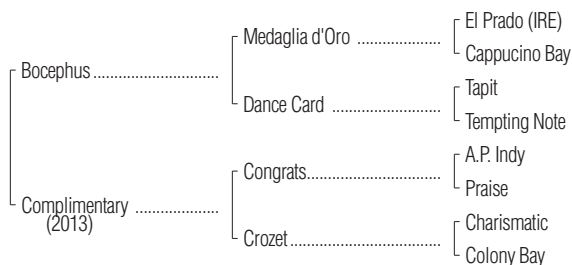 El Prado (IRE)
Medaglia d'Oro
Cappucino Bay
Bocephus
Tapit
Dance Card
Tempting Note
A.P. Indy
Congrats
Praise
Complimentary
(2013)
Charismatic
Crozet
Colony Bay